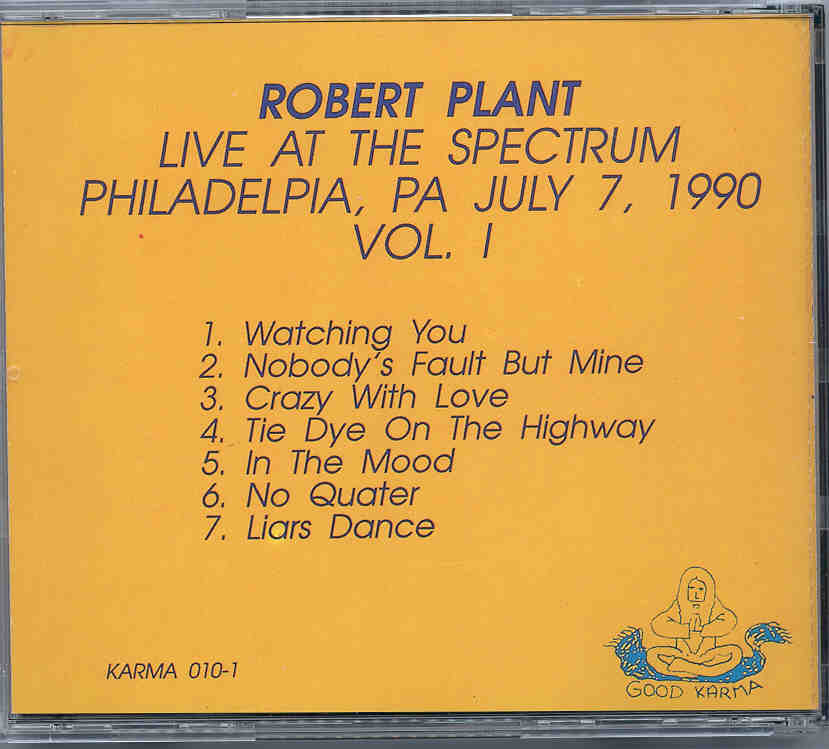 ROBERT PLANT
LIVE AT THE SPECTRUM
PHILADELPIA, PA JULY 7, 1990
VOL. I
1. Watching You
2. Nobody's Fault But Mine
3. Crazy With Love
4. Tie Dye On The Highway
5. In The Mood
6. No Quater
7. Liars Dance
KARMA 010-1
GOOD KARMA